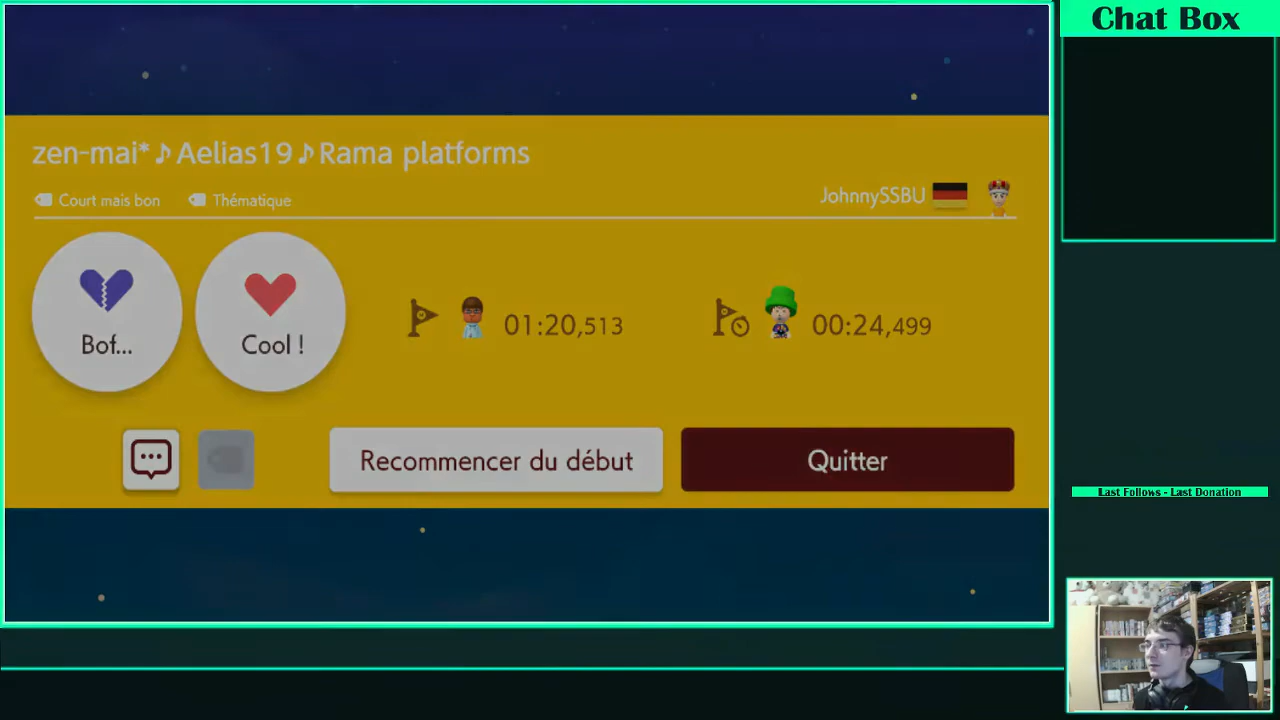 Chat Box
zen-mai*♪Aelias19♪Rama platforms
Court mais bon Thématique
JohnnySSBU
Bof...
Cool !
01:20,513
00:24,499
Recommencer du début
Quitter
Last Follows - Last Donation